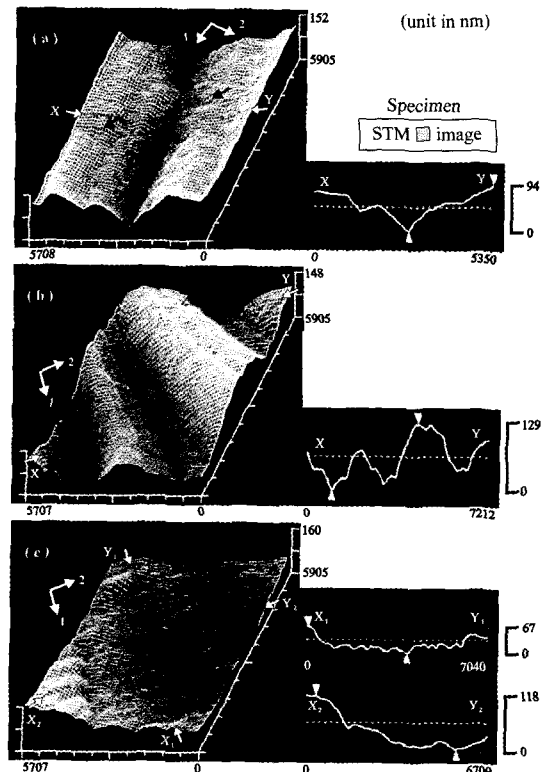 (unit in nm)
Specimen
STM image
(a)
1
2
152
5905
X
Y
5708
0
X
Y
94
0
0
5350
(b)
2
1
148
5905
Y
X
5707
0
X
Y
129
0
0
7212
(c)
2
1
Y₁
160
5905
Y₂
X₂
X₁
5707
0
X₁
Y₁
67
0
0
7040
X₂
Y₂
118
0
0
6709